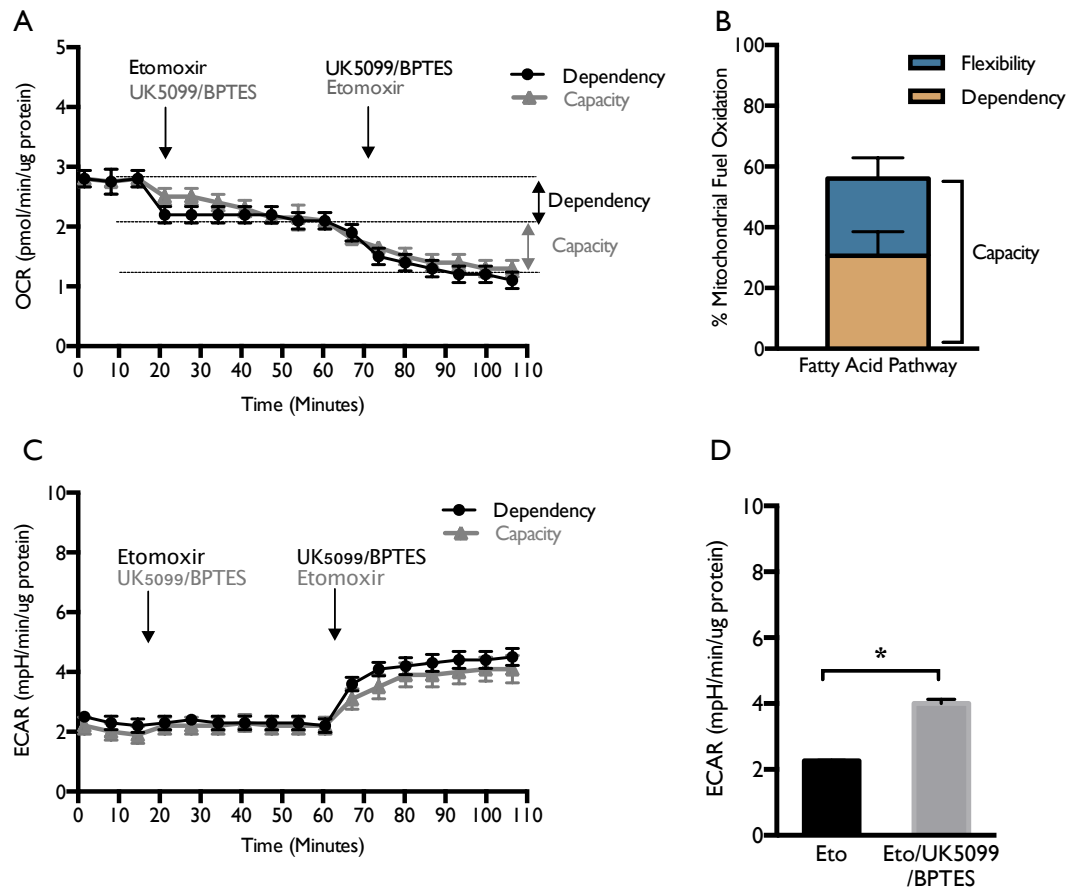 A
5
4
3
2
1
0
OCR (pmol/min/ug protein)
Etomoxir
UK5099/BPTES
UK5099/BPTES
Etomoxir
Dependency
Capacity
Dependency
Capacity
0 10 20 30 40 50 60 70 80 90 100 110
Time (Minutes)
B
100
80
60
40
20
0
% Mitochondrial Fuel Oxidation
Flexibility
Dependency
Capacity
Fatty Acid Pathway
C
10
8
6
4
2
0
ECAR (mpH/min/ug protein)
Etomoxir
UK5099/BPTES
UK5099/BPTES
Etomoxir
Dependency
Capacity
0 10 20 30 40 50 60 70 80 90 100 110
Time (Minutes)
D
10
8
6
4
2
0
ECAR (mpH/min/ug protein)
*
Eto
Eto/UK5099
/BPTES